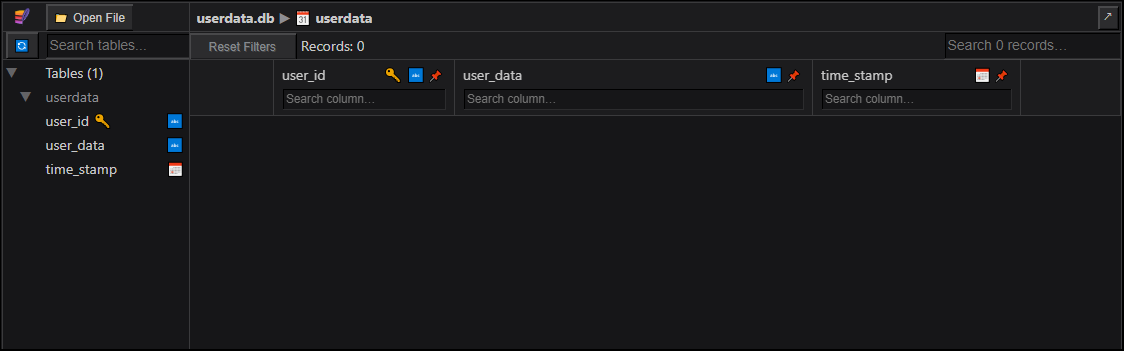 Open File
userdata.db ▶ userdata
Search tables...
Reset Filters
Records: 0
Search 0 records...
Tables (1)
userdata
user_id
user_data
time_stamp
user_id
Search column...
user_data
Search column...
time_stamp
Search column...